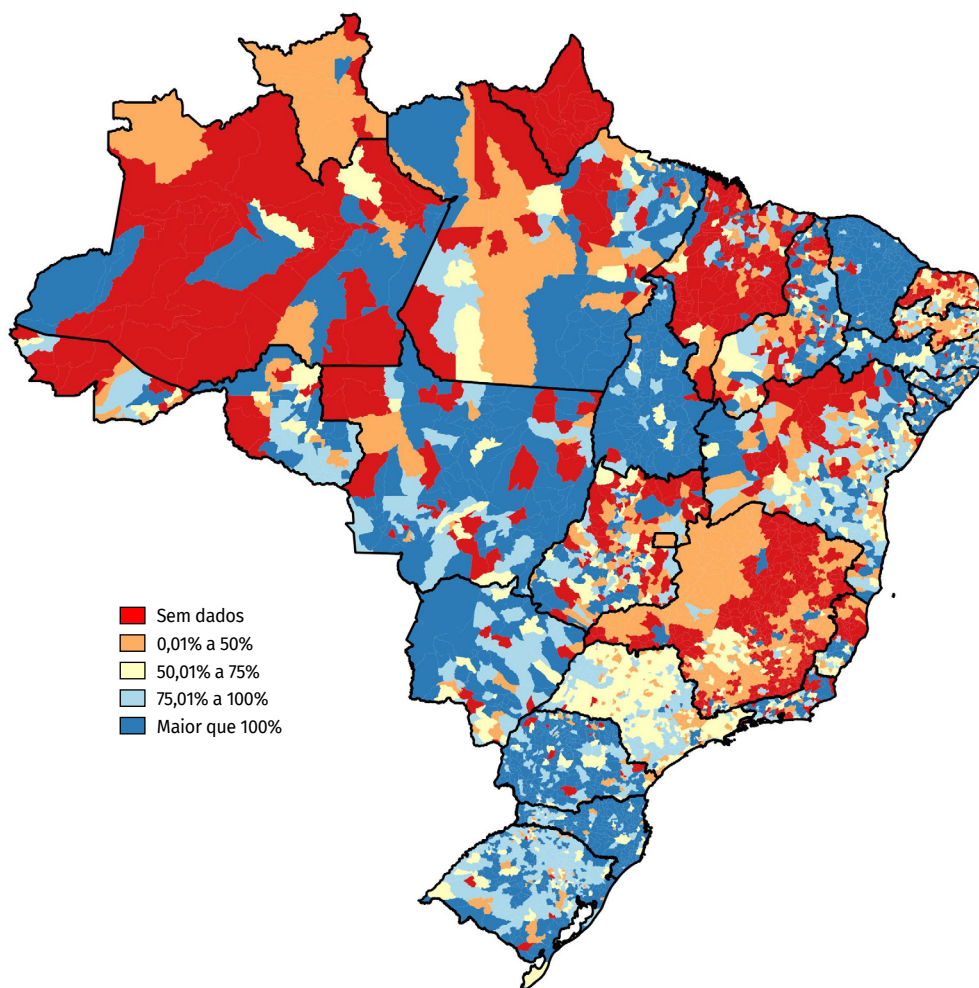 Sem dados
0,01% a 50%
50,01% a 75%
75,01% a 100%
Maior que 100%